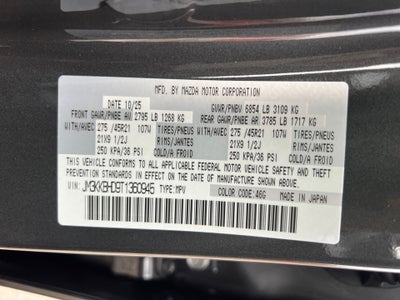 MFD. BY MAZDA MOTOR CORPORATION
DATE 10/25 GVWR/PNBV 6854 LB 3109 KG
FRONT GAWR/PNBE AV 2795 LB 1268 KG REAR GAWR/PNBE AR 3785 LB 1717 KG
WITH/AVEC 275 /45R21 107W TIRES/PNEUS WITH/AVEC 275 /45R21 107W TIRES/PNEUS
21X9 1/2J RIMS/JANTES 21X9 1/2J RIMS/JANTES
250 KPA/36 PSI COLD/A FROID 250 KPA/36 PSI COLD/A FROID
THIS VEHICLE CONFORMS TO ALL APPLICABLE FEDERAL MOTOR VEHICLE SAFETY AND THEFT
PREVENTION STANDARDS IN EFFECT ON THE DATE OF MANUFACTURE SHOWN ABOVE.
VIN: JM3KKBHD9T1360945 TYPE: MPV COLOR CODE: 46G MADE IN JAPAN